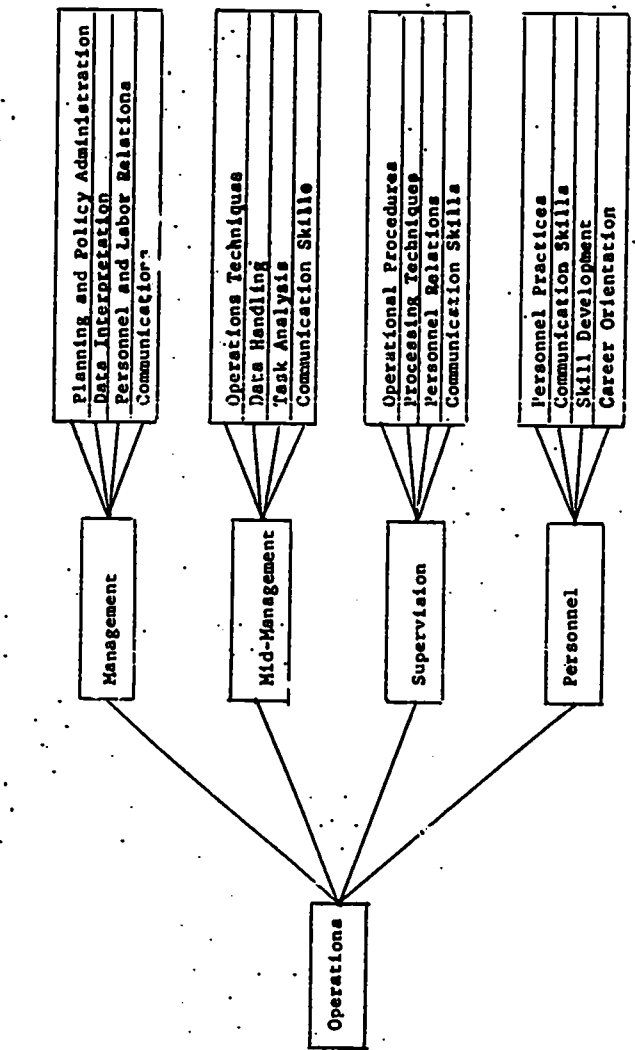 Operations
Management
Planning and Policy Administration
Data Interpretation
Personnel and Labor Relations
Communications
Mid-Management
Operations Techniques
Data Handling
Task Analysis
Communication Skills
Supervision
Operational Procedures
Processing Techniques
Personnel Relations
Communication Skills
Personnel
Personnel Practices
Communication Skills
Skill Development
Career Orientation